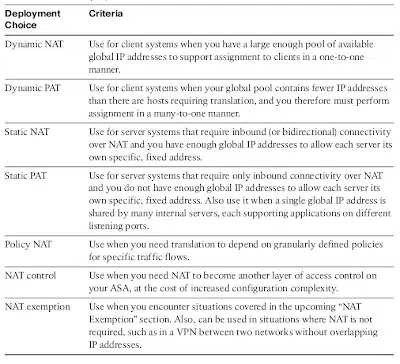 Deployment
Choice
Criteria
Dynamic NAT
Use for client systems when you have a large enough pool of available
global IP addresses to support assignment to clients in a one-to-one
manner.
Dynamic PAT
Use for client systems when your global pool contains fewer IP addresses
than there are hosts requiring translation, and you therefore must perform
assignment in a many-to-one manner.
Static NAT
Use for server systems that require inbound (or bidirectional) connectivity
over NAT and you have enough global IP addresses to allow each server its
own specific, fixed address.
Static PAT
Use for server systems that require only inbound connectivity over NAT
and you do not have enough global IP addresses to allow each server its
own specific, fixed address. Also use it when a single global IP address is
shared by many internal servers, each supporting applications on different
listening ports.
Policy NAT
Use when you need translation to depend on granularly defined policies
for specific traffic flows.
NAT control
Use when you need NAT to become another layer of access control on
your ASA, at the cost of increased configuration complexity.
NAT exemption
Use when you encounter situations covered in the upcoming “NAT
Exemption” section. Also, can be used in situations where NAT is not
required, such as in a VPN between two networks without overlapping
IP addresses.